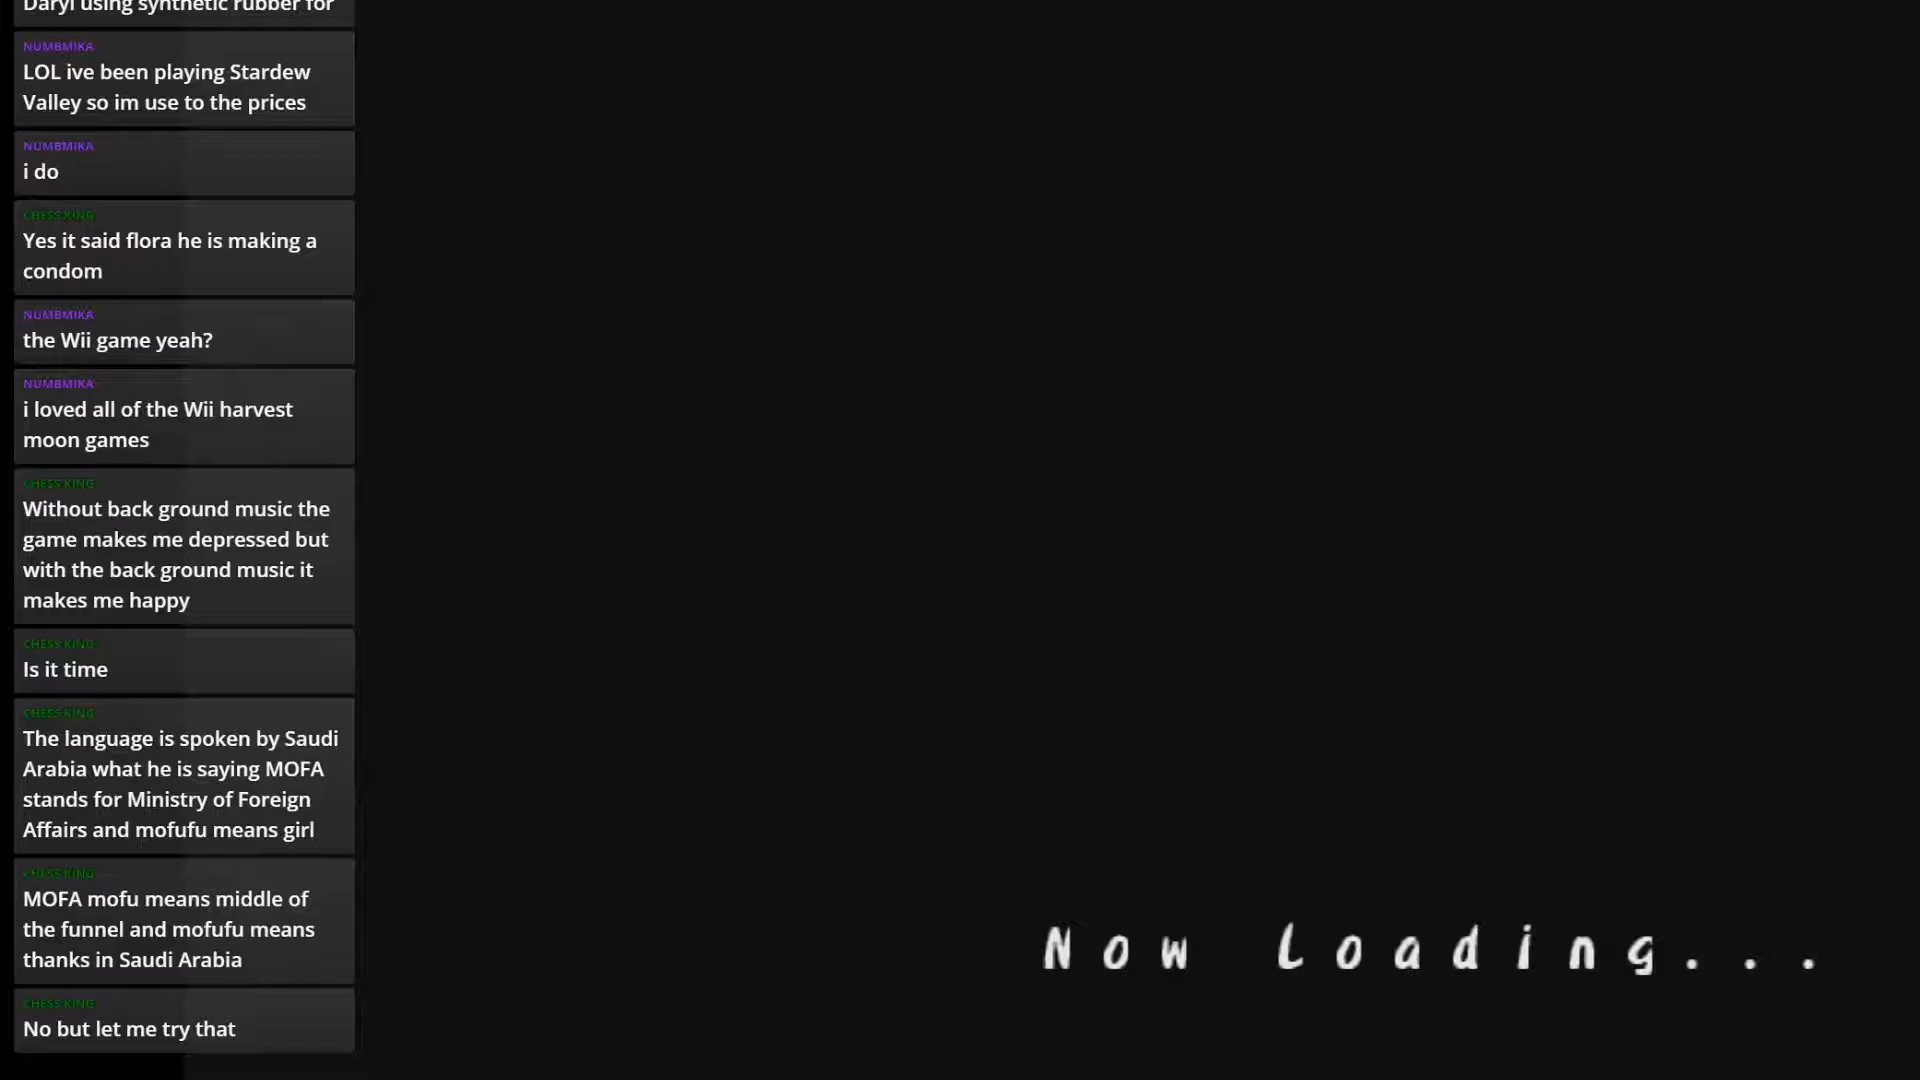 Daryl using synthetic rubber for
NUMBMIKA
LOL ive been playing Stardew
Valley so im use to the prices
NUMBMIKA
i do
CHESS KING
Yes it said flora he is making a
condom
NUMBMIKA
the Wii game yeah?
NUMBMIKA
i loved all of the Wii harvest
moon games
CHESS KING
Without back ground music the
game makes me depressed but
with the back ground music it
makes me happy
CHESS KING
Is it time
CHESS KING
The language is spoken by Saudi
Arabia what he is saying MOFA
stands for Ministry of Foreign
Affairs and mofufu means girl
CHESS KING
MOFA mofu means middle of
the funnel and mofufu means
thanks in Saudi Arabia
CHESS KING
No but let me try that
Now Loading...